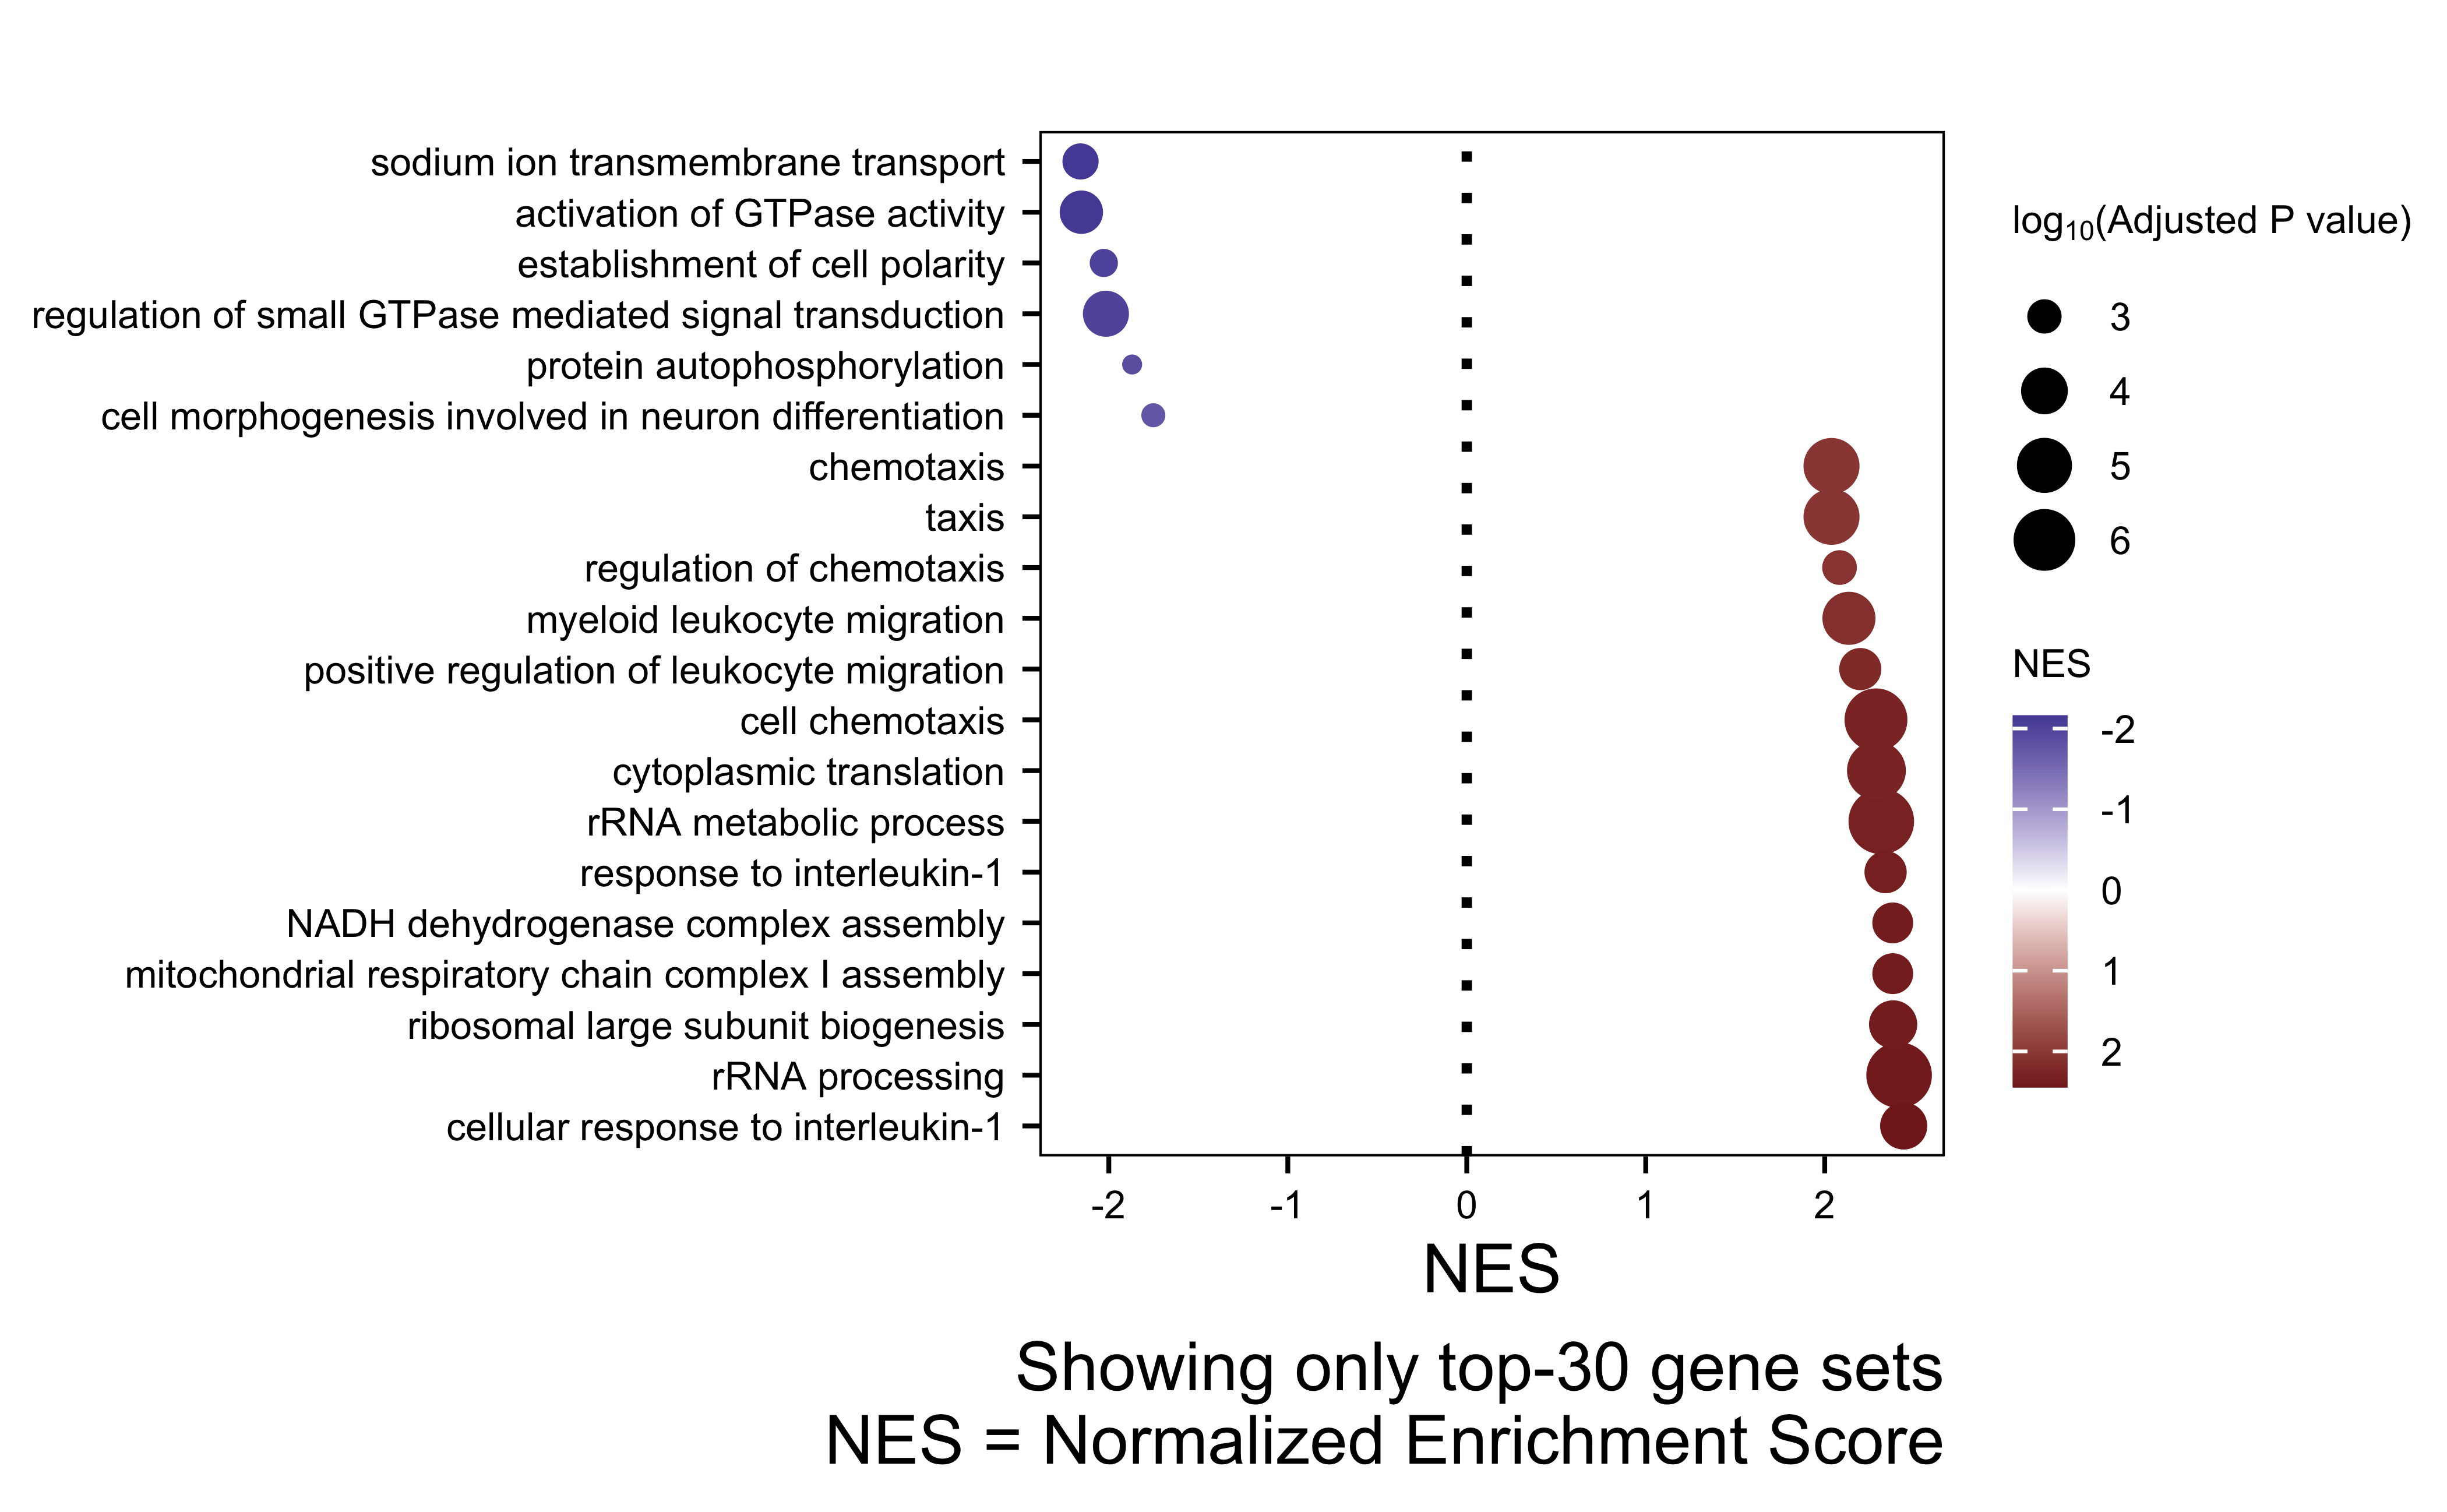 sodium ion transmembrane transport
activation of GTPase activity
establishment of cell polarity
regulation of small GTPase mediated signal transduction
protein autophosphorylation
cell morphogenesis involved in neuron differentiation
chemotaxis
taxis
regulation of chemotaxis
myeloid leukocyte migration
positive regulation of leukocyte migration
cell chemotaxis
cytoplasmic translation
rRNA metabolic process
response to interleukin-1
NADH dehydrogenase complex assembly
mitochondrial respiratory chain complex I assembly
ribosomal large subunit biogenesis
rRNA processing
cellular response to interleukin-1
-2 -1 0 1 2
NES
Showing only top-30 gene sets
NES = Normalized Enrichment Score
log₁₀(Adjusted P value)
3
4
5
6
NES
-2
-1
0
1
2